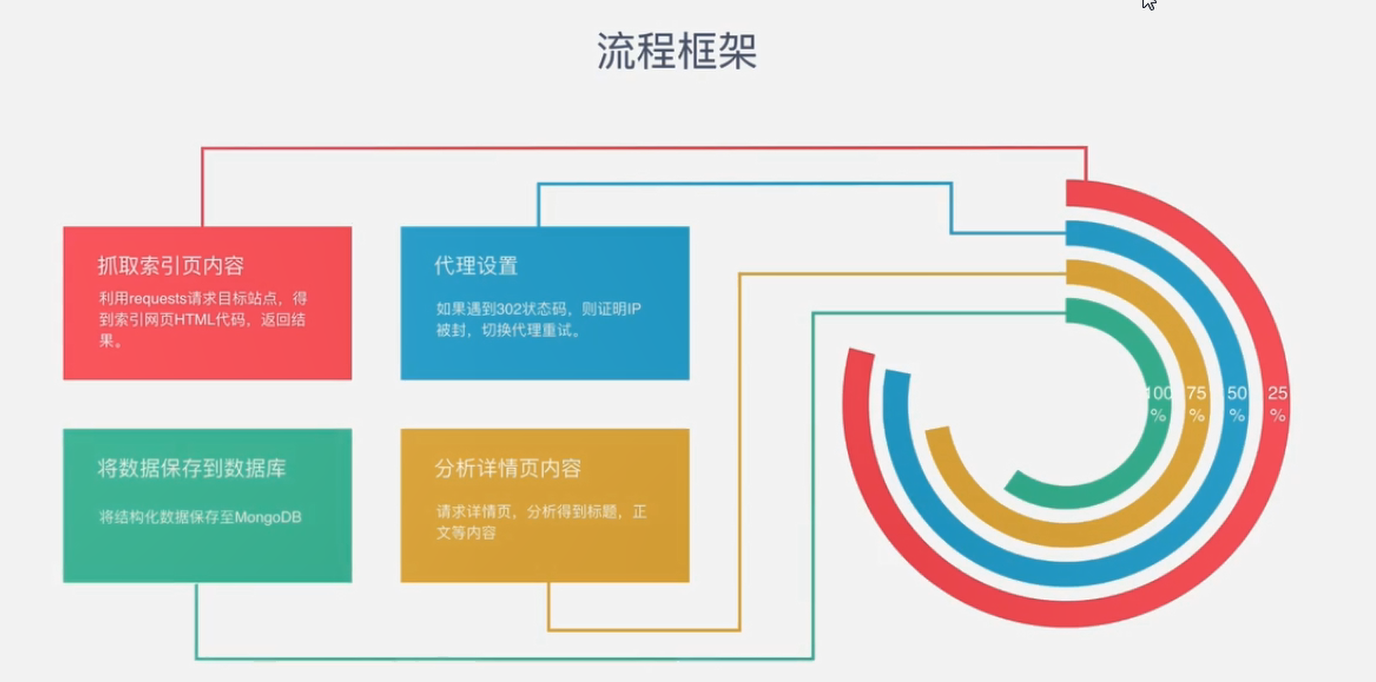 流程框架
抓取索引页内容
利用requests请求目标站点，得
到索引网页HTML代码，返回结
果。
代理设置
如果遇到302状态码，则证明IP
被封，切换代理重试。
将数据保存到数据库
将结构化数据保存至MongoDB
分析详情页内容
请求详情页，分析得到标题，正
文等内容
100
%
75
%
50
%
25
%